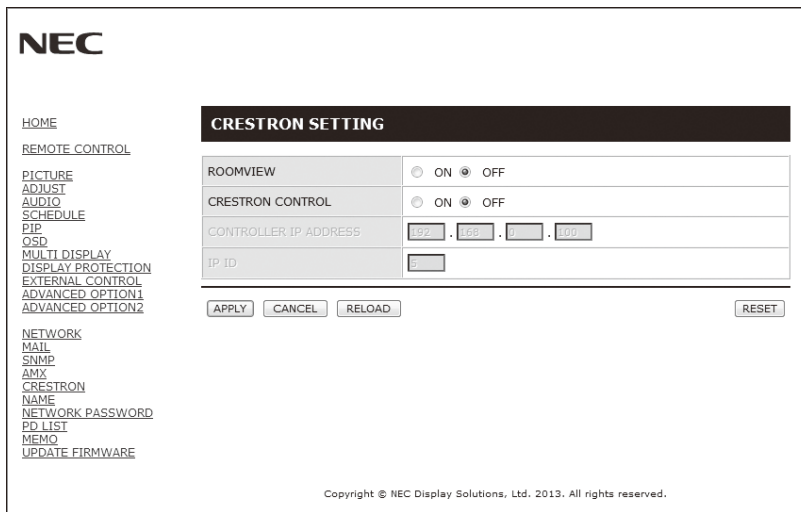 NEC
HOME
REMOTE CONTROL
PICTURE
ADJUST
AUDIO
SCHEDULE
PIP
OSD
MULTI DISPLAY
DISPLAY PROTECTION
EXTERNAL CONTROL
ADVANCED OPTION1
ADVANCED OPTION2
NETWORK
MAIL
SNMP
AMX
CRESTRON
NAME
NETWORK PASSWORD
PD LIST
MEMO
UPDATE FIRMWARE
CRESTRON SETTING
ROOMVIEW ON OFF
CRESTRON CONTROL ON OFF
CONTROLLER IP ADDRESS 192 . 168 . 0 . 100
IP ID 5
APPLY CANCEL RELOAD RESET
Copyright © NEC Display Solutions, Ltd. 2013. All rights reserved.